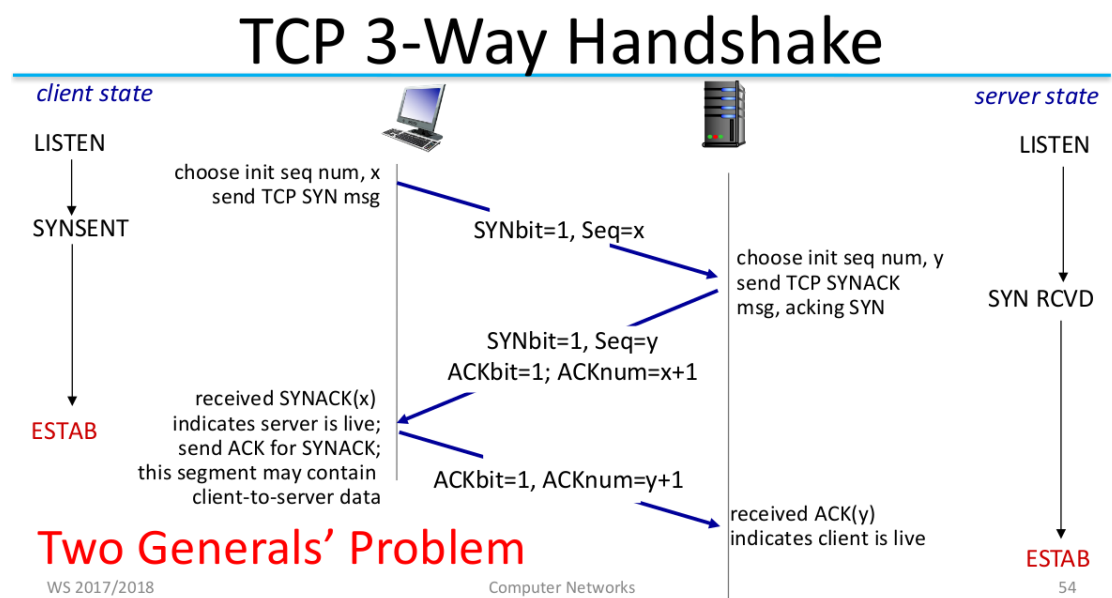 TCP 3-Way Handshake
client state
server state
LISTEN
LISTEN
choose init seq num, x
send TCP SYN msg
SYNSENT
SYNbit=1, Seq=x
choose init seq num, y
send TCP SYNACK
msg, acking SYN
SYN RCVD
SYNbit=1, Seq=y
ACKbit=1; ACKnum=x+1
received SYNACK(x)
indicates server is live;
send ACK for SYNACK;
this segment may contain
client-to-server data
ESTAB
ACKbit=1, ACKnum=y+1
received ACK(y)
indicates client is live
ESTAB
Two Generals’ Problem
WS 2017/2018
Computer Networks
54